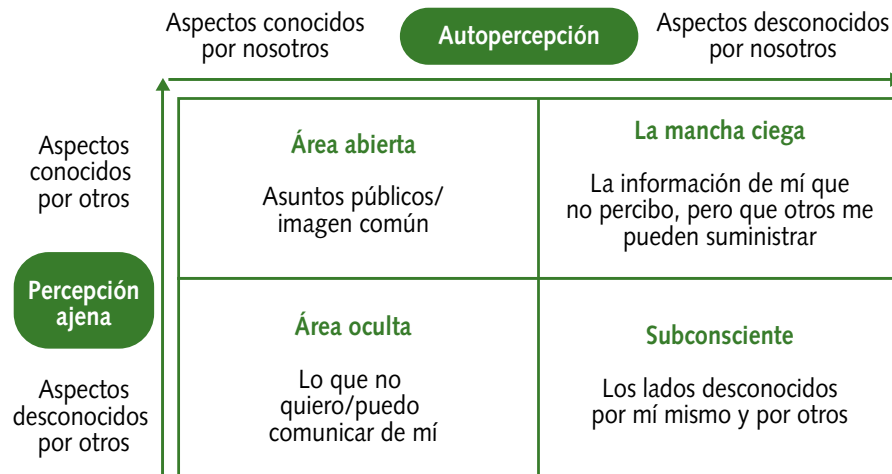 Aspectos conocidos
por nosotros
Autopercepción
Aspectos desconocidos
por nosotros
Aspectos
conocidos
por otros
Área abierta
Asuntos públicos/
imagen común
La mancha ciega
La información de mí que
no percibo, pero que otros me
pueden suministrar
Percepción
ajena
Aspectos
desconocidos
por otros
Área oculta
Lo que no
quiero/puedo
comunicar de mí
Subconsciente
Los lados desconocidos
por mí mismo y por otros